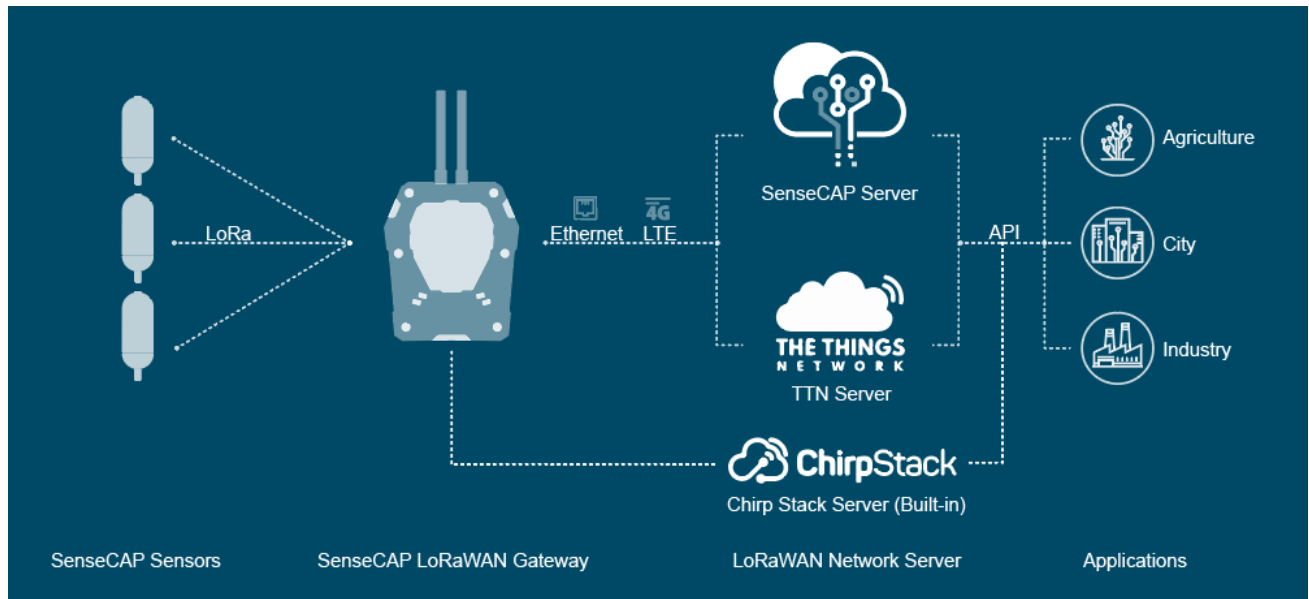 SenseCAP Server
Agriculture
LoRa
4G
Ethernet
LTE
API
City
THE THINGS
NETWORK
TTN Server
Industry
ChirpStack
Chirp Stack Server (Built-in)
SenseCAP Sensors
SenseCAP LoRaWAN Gateway
LoRaWAN Network Server
Applications